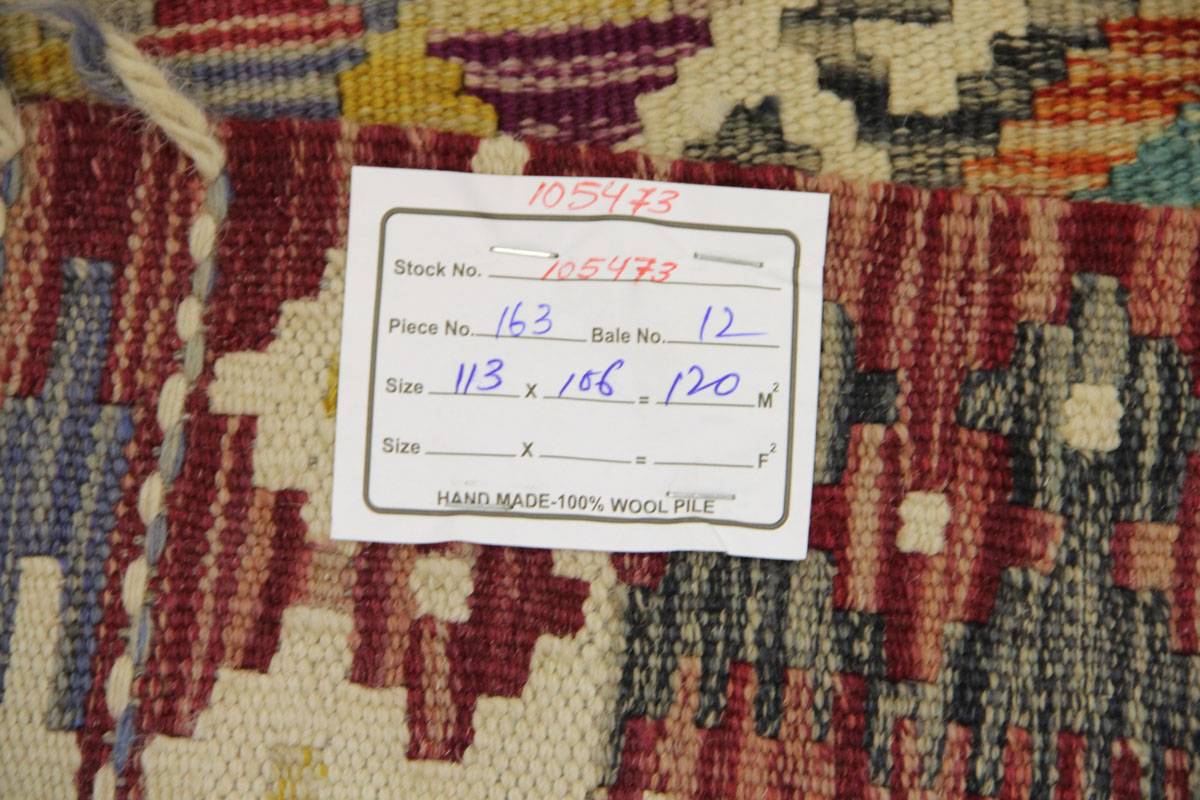 105473
Stock No. 105473
Piece No. 163 Bale No. 12
Size 113 X 106 = 120 M²
Size X = F²
HAND MADE-100% WOOL PILE